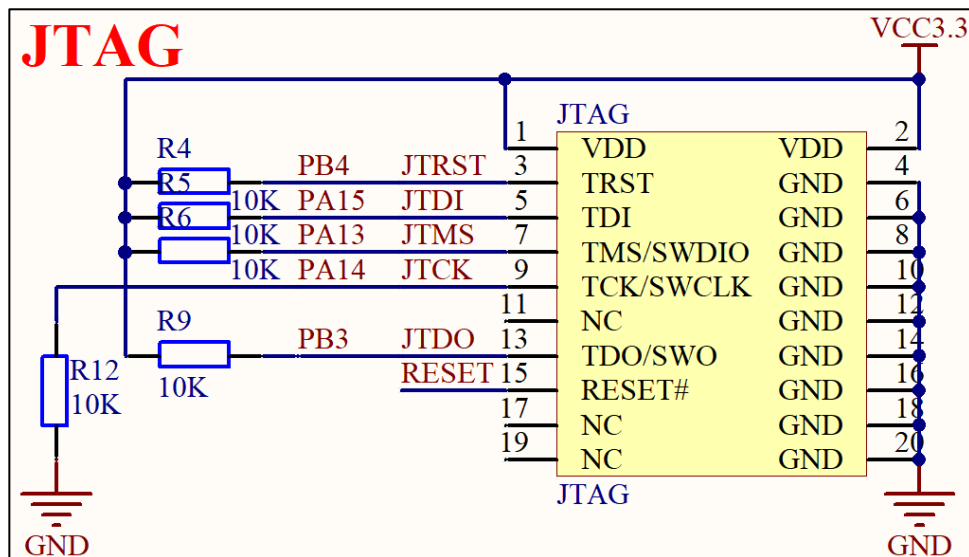 JTAG
VCC3.3
JTAG
1 VDD VDD 2
R4 PB4 JTRST 3 TRST GND 4
R5 10K PA15 JTDI 5 TDI GND 6
R6 10K PA13 JTMS 7 TMS/SWDIO GND 8
10K PA14 JTCK 9 TCK/SWCLK GND 10
11 NC GND 12
R9 PB3 JTDO 13 TDO/SWO GND 14
R12 10K RESET 15 RESET# GND 16
10K
17 NC GND 18
19 NC GND 20
JTAG
GND GND